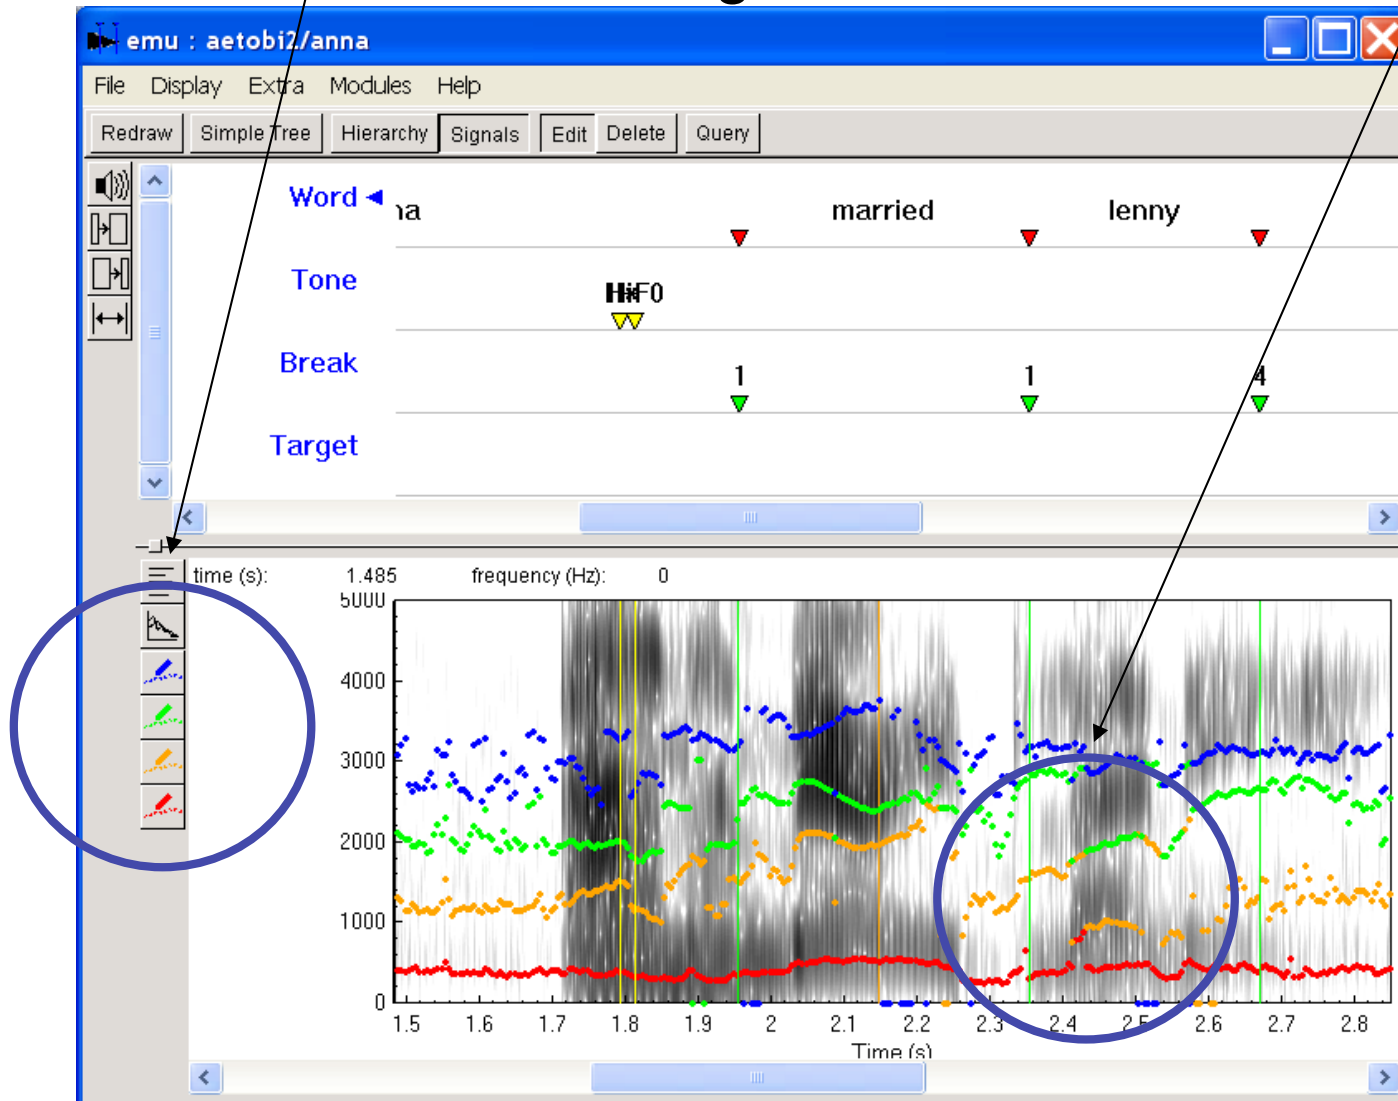 g
emu : aetobi2/anna
File Display Extra Modules Help
Redraw Simple Tree Hierarchy Signals Edit Delete Query
Word na married lenny
Tone HiF0
Break 1 1 4
Target
time (s): 1.485 frequency (Hz): 0
5000
4000
3000
2000
1000
0
1.5 1.6 1.7 1.8 1.9 2 2.1 2.2 2.3 2.4 2.5 2.6 2.7 2.8
Time (s)